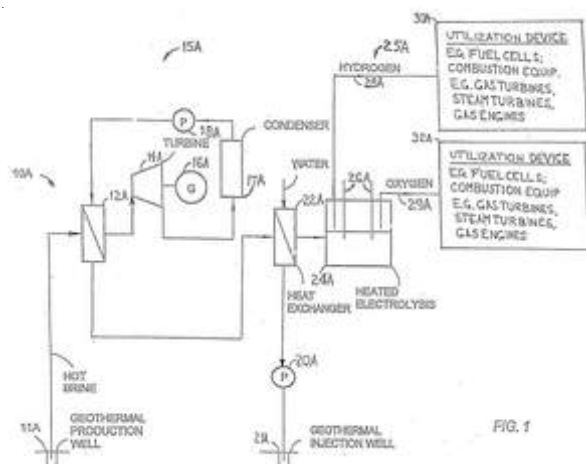 15A
25A
30A
UTILIZATION DEVICE
E.G. FUEL CELLS;
COMBUSTION EQUIP.
E.G. GAS TURBINES,
STEAM TURBINES,
GAS ENGINES
HYDROGEN
28A
P
18A
TURBINE
14A
16A
G
CONDENSER
17A
10A
12A
WATER
22A
26A
OXYGEN
29A
32A
UTILIZATION DEVICE
E.G. FUEL CELLS;
COMBUSTION EQUIP
E.G. GAS TURBINES,
STEAM TURBINES,
GAS ENGINES
24A
HEAT
EXCHANGER
HEATED
ELECTROLYSIS
P
20A
HOT
BRINE
11A
GEOTHERMAL
PRODUCTION
WELL
21A
GEOTHERMAL
INJECTION WELL
FIG. 1